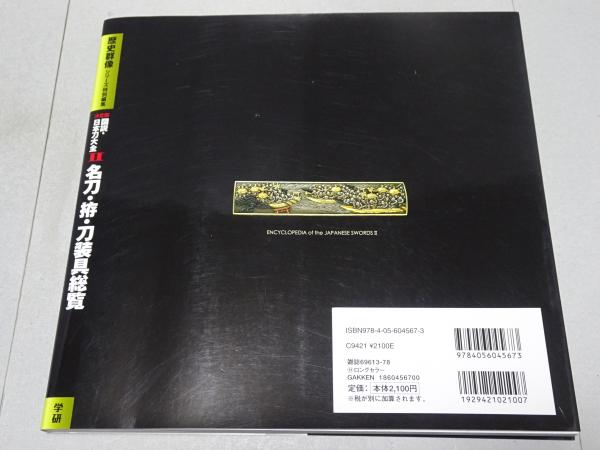 歴史群像
シリーズ特別編集
決定版
図説・
日本刀大全
II
名刀・拵・刀装具総覧
学研
ENCYCLOPEDIA of the JAPANESE SWORDS II
ISBN978-4-05-604567-3
C9421 ¥2100E
雑誌69613-78
Ⓗロングセラー
GAKKEN 1860456700
定価：本体2,100円
※税が別に加算されます。
9784056045673
1929421021007